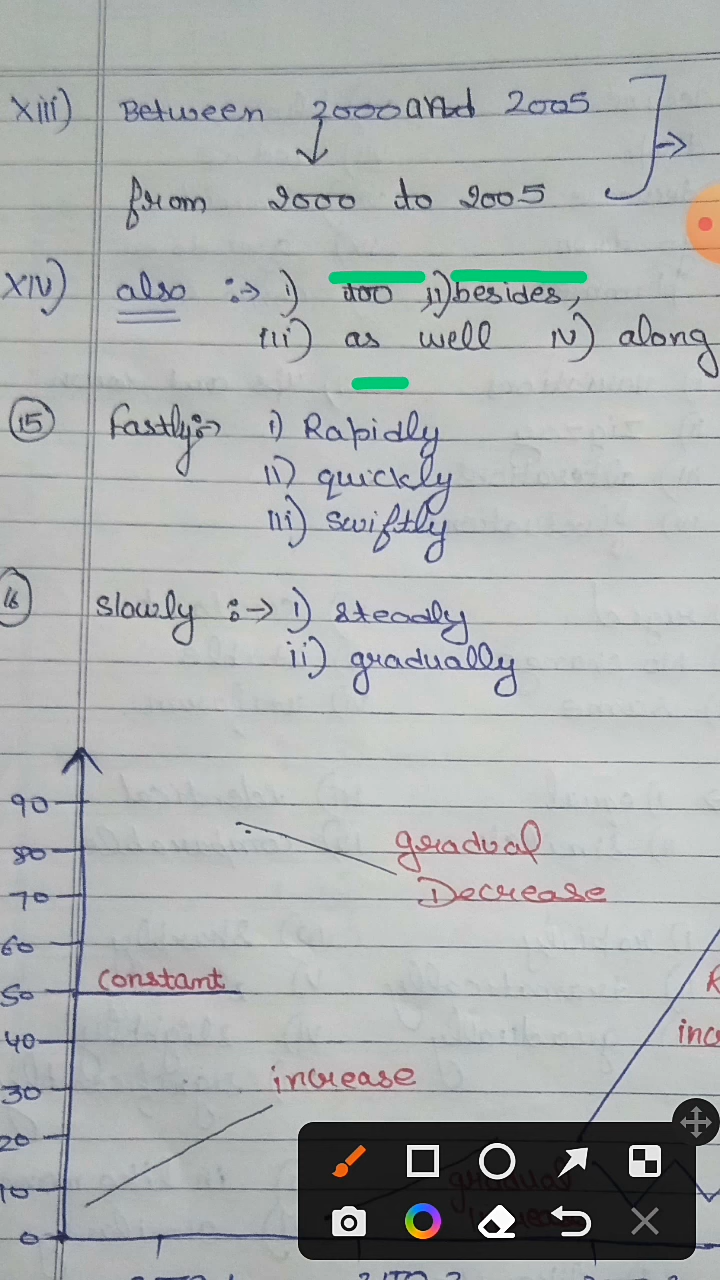 xiii) Between 2000 and 2005
from 2000 to 2005
XIV) also :→ i) too ii) besides,
iii) as well iv) along
15 Fastly:→ i) Rapidly
ii) quickly
iii) swiftly
16 Slowly :→ i) steadly
ii) gradually
90
80
70
60
50
40
30
20
10
0
gradual
Decrease
constant
increase
inc
gradual